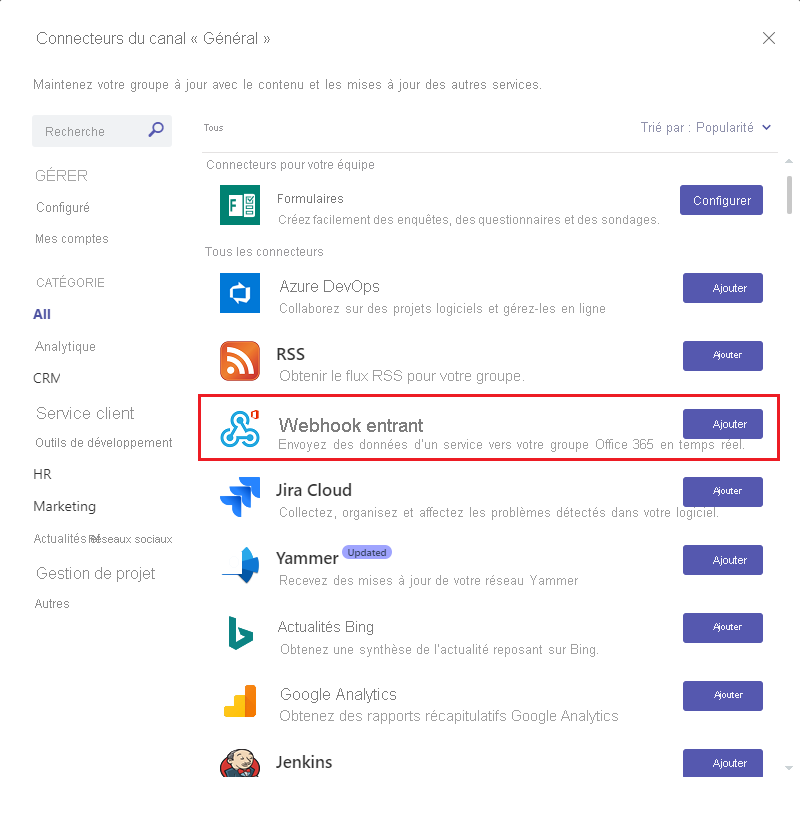 Connecteurs du canal « Général »
Maintenez votre groupe à jour avec le contenu et les mises à jour des autres services.
Recherche
GÉRER
Configuré
Mes comptes
CATÉGORIE
All
Analytique
CRM
Service client
Outils de développement
HR
Marketing
Actualités et Réseaux sociaux
Gestion de projet
Autres
Tous
Trié par : Popularité
Connecteurs pour votre équipe
Formulaires
Créez facilement des enquêtes, des questionnaires et des sondages.
Configurer
Tous les connecteurs
Azure DevOps
Collaborez sur des projets logiciels et gérez-les en ligne
Ajouter
RSS
Obtenir le flux RSS pour votre groupe.
Ajouter
Webhook entrant
Envoyez des données d'un service vers votre groupe Office 365 en temps réel.
Ajouter
Jira Cloud
Collectez, organisez et affectez les problèmes détectés dans votre logiciel.
Ajouter
Yammer Updated
Recevez des mises à jour de votre réseau Yammer
Ajouter
Actualités Bing
Obtenez une synthèse de l'actualité reposant sur Bing.
Ajouter
Google Analytics
Obtenez des rapports récapitulatifs Google Analytics
Ajouter
Jenkins
Ajouter